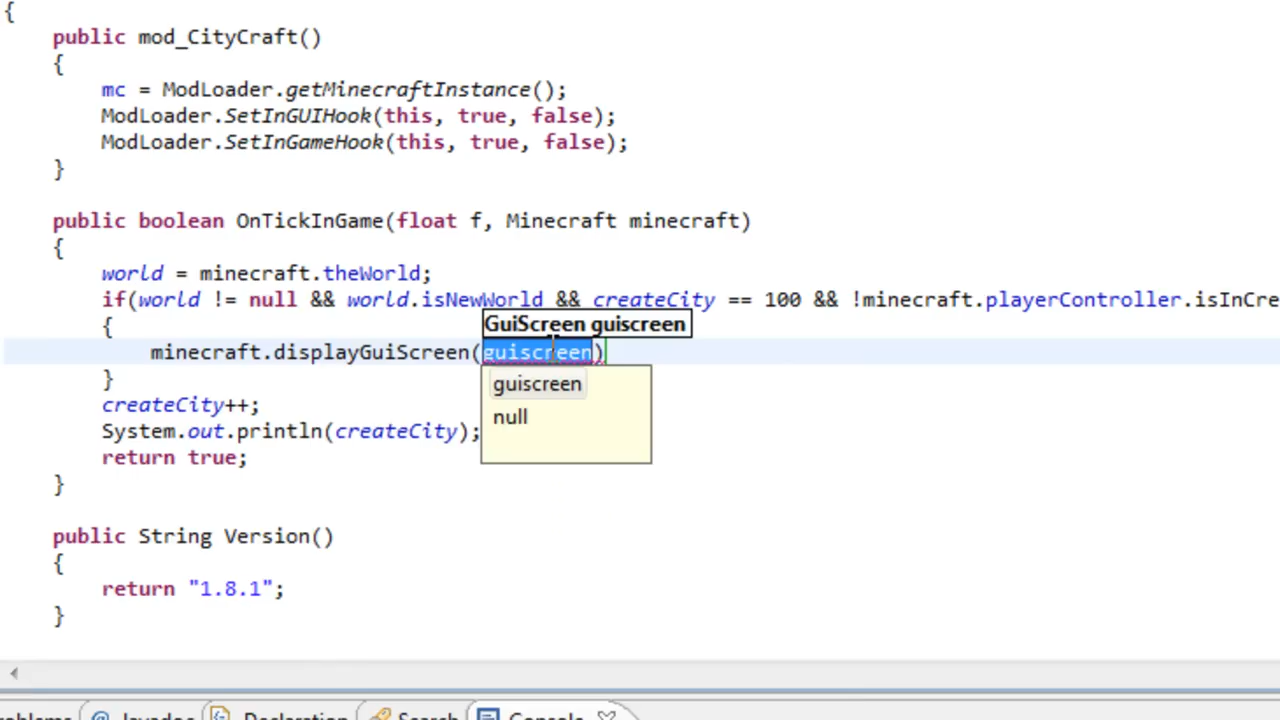 {
public mod_CityCraft()
{
mc = ModLoader.getMinecraftInstance();
ModLoader.SetInGUIHook(this, true, false);
ModLoader.SetInGameHook(this, true, false);
}
public boolean OnTickInGame(float f, Minecraft minecraft)
{
world = minecraft.theWorld;
if(world != null && world.isNewWorld && createCity == 100 && !minecraft.playerController.isInCre
{
GuiScreen guiscreen
minecraft.displayGuiScreen(guiscreen)
}
guiscreen
createCity++;
null
System.out.println(createCity);
return true;
}
public String Version()
{
return "1.8.1";
}
Javadoc Declaration Search Console